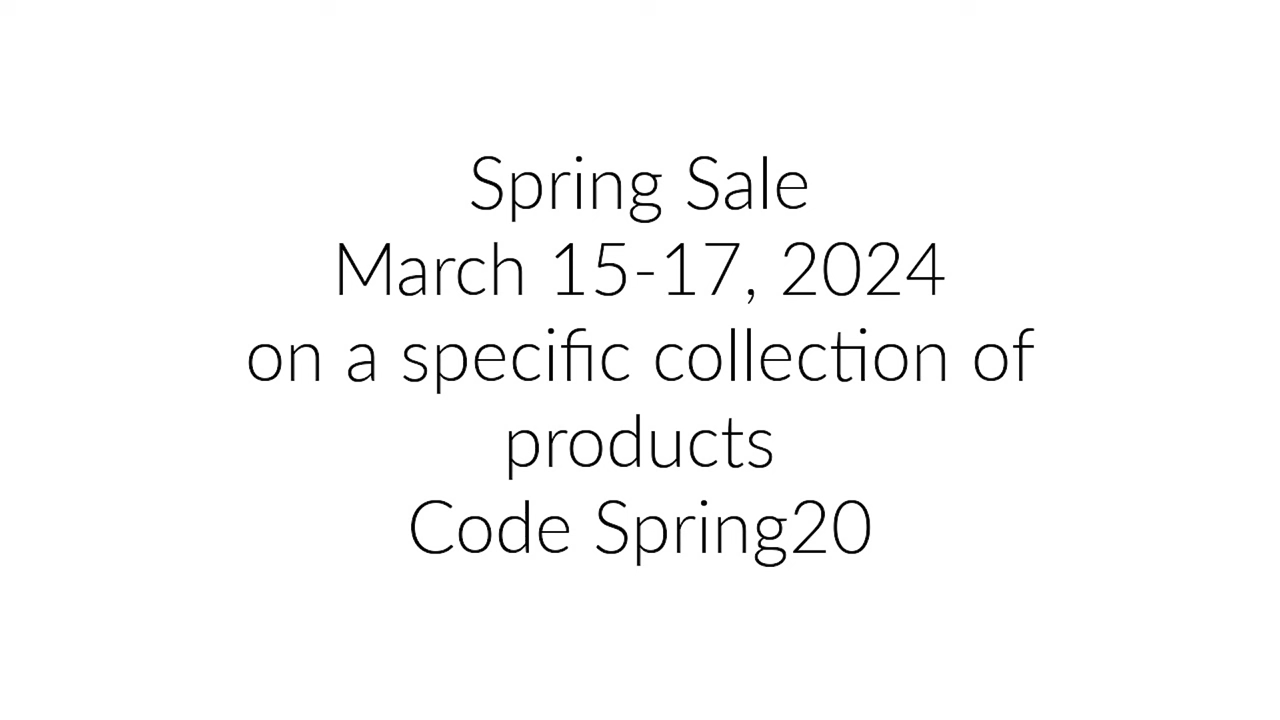 Spring Sale
March 15-17, 2024
on a specific collection of
products
Code Spring20